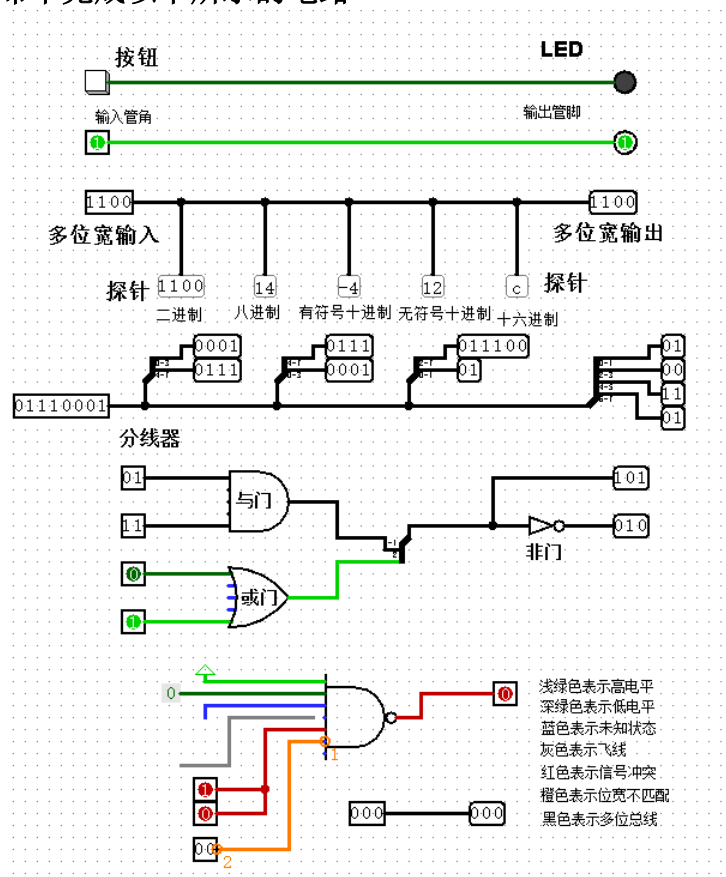 按钮
LED
输入管角
输出管脚
1
1
1100
1100
多位宽输入
多位宽输出
探针
1100
14
-4
12
c
探针
二进制
八进制
有符号十进制
无符号十进制
十六进制
0001
0111
0111
0001
011100
01
01
00
11
01
01110001
分线器
01
与门
101
11
010
非门
0
或门
1
0
0
浅绿色表示高电平
深绿色表示低电平
蓝色表示未知状态
灰色表示飞线
红色表示信号冲突
橙色表示位宽不匹配
黑色表示多位总线
1
1
0
000
000
00
2